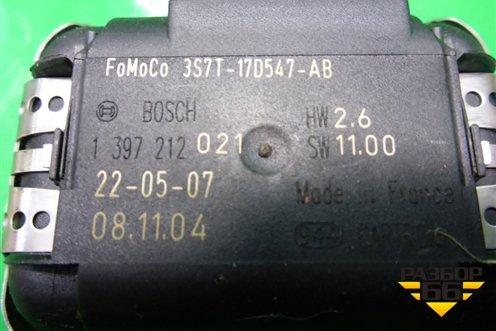 FoMoCo 3S7T-17D547-AB
BOSCH HW 2.6
1 397 212 021 SW 11.00
22-05-07 Made in France
08.11.04
РАЗБОР
66